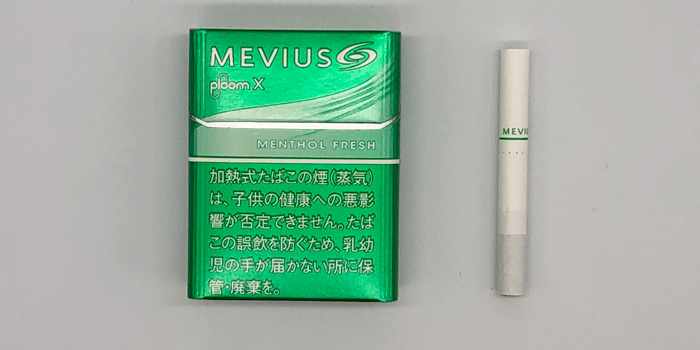 MEVIUS
ploom X
MENTHOL FRESH
加熱式たばこの煙(蒸気)
は、子供の健康への悪影
響が否定できません。たば
この誤飲を防ぐため、乳幼
児の手が届かない所に保
管・廃棄を。
MEVIU